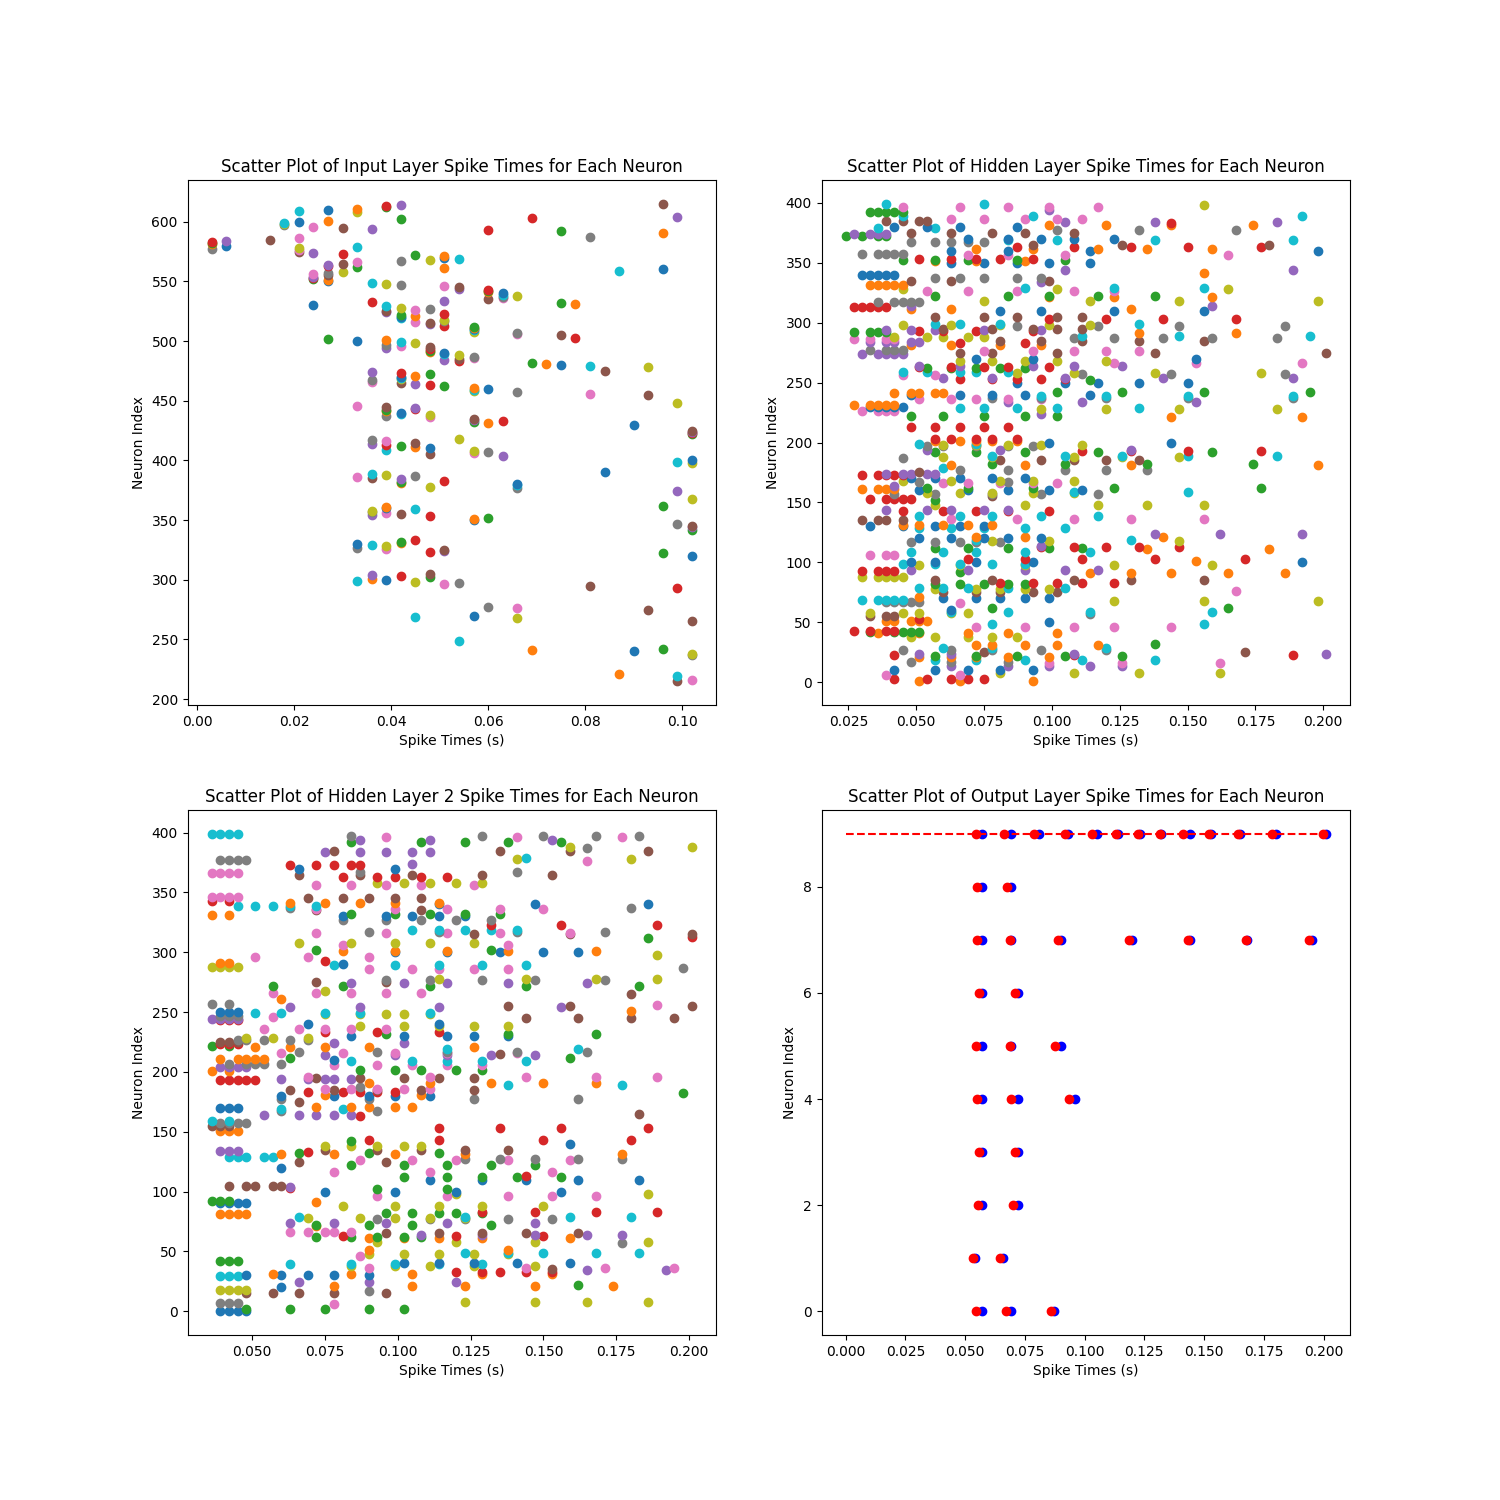 Scatter Plot of Input Layer Spike Times for Each Neuron
Neuron Index
600
550
500
450
400
350
300
250
200
0.00 0.02 0.04 0.06 0.08 0.10
Spike Times (s)
Scatter Plot of Hidden Layer Spike Times for Each Neuron
Neuron Index
400
350
300
250
200
150
100
50
0
0.025 0.050 0.075 0.100 0.125 0.150 0.175 0.200
Spike Times (s)
Scatter Plot of Hidden Layer 2 Spike Times for Each Neuron
Neuron Index
400
350
300
250
200
150
100
50
0
0.050 0.075 0.100 0.125 0.150 0.175 0.200
Spike Times (s)
Scatter Plot of Output Layer Spike Times for Each Neuron
Neuron Index
8
6
4
2
0
0.000 0.025 0.050 0.075 0.100 0.125 0.150 0.175 0.200
Spike Times (s)